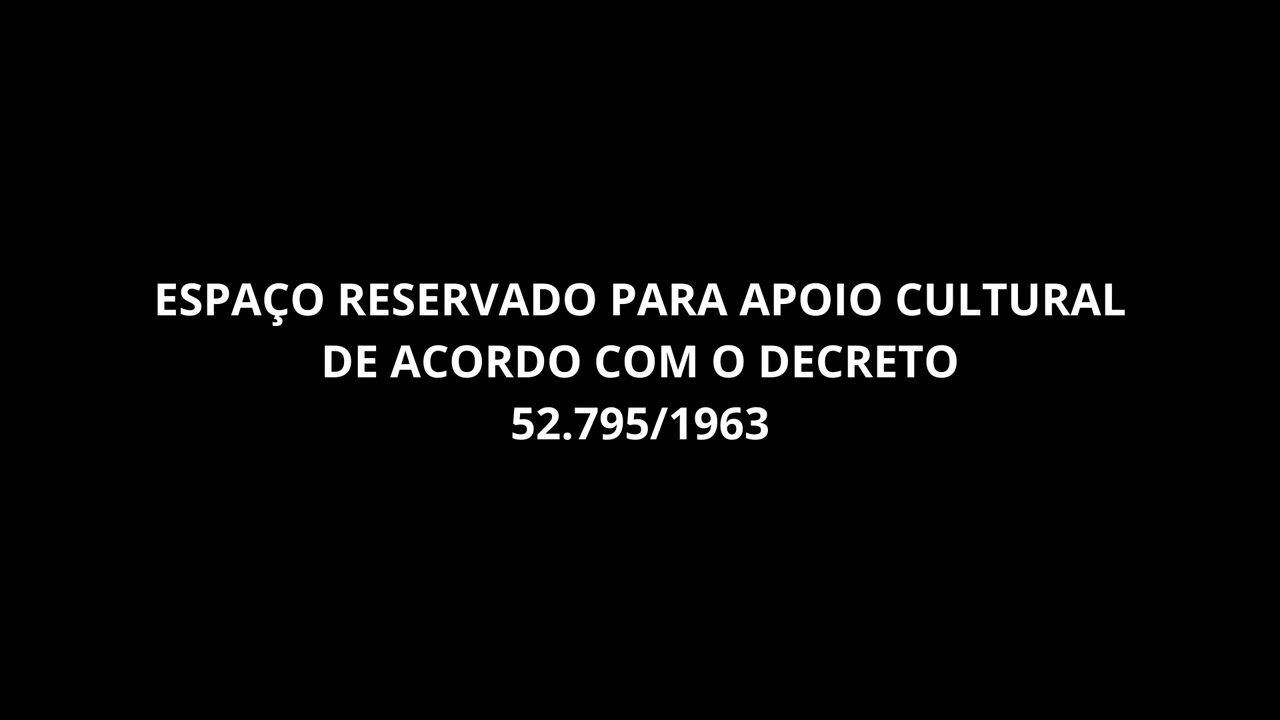 ESPAÇO RESERVADO PARA APOIO CULTURAL
DE ACORDO COM O DECRETO
52.795/1963